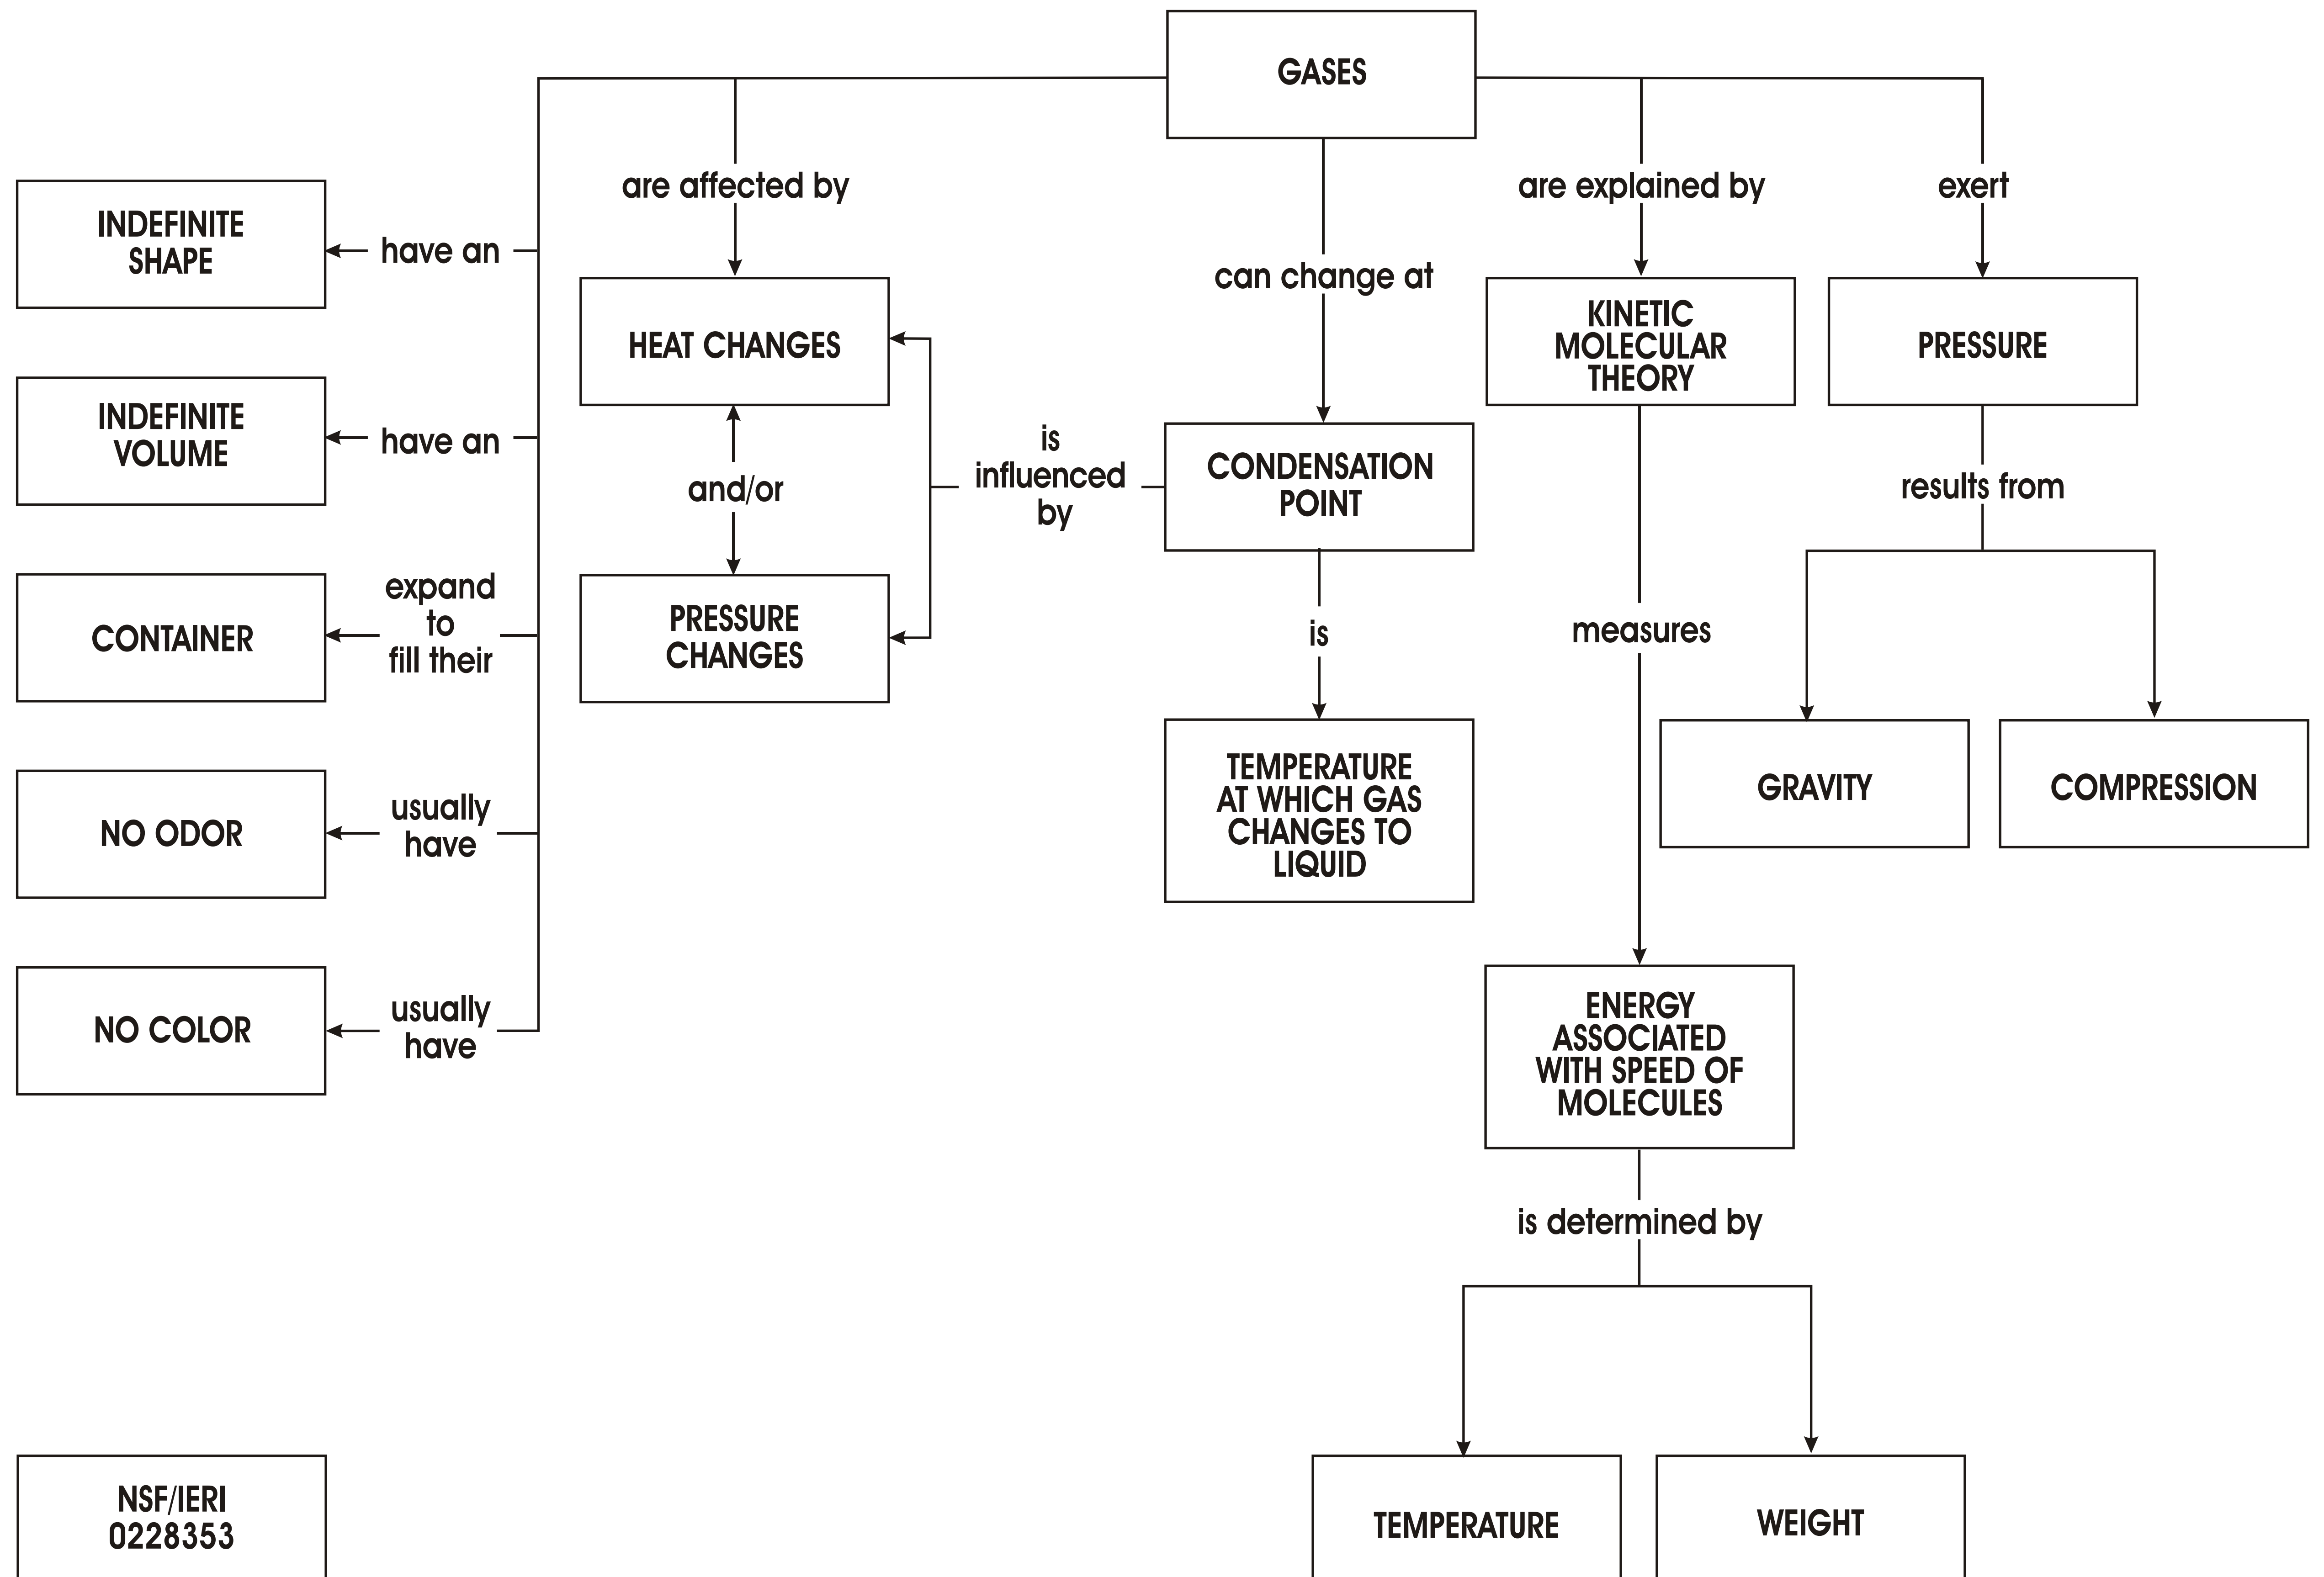 GASES
are affected by
are explained by
exert
INDEFINITE
SHAPE
have an
can change at
HEAT CHANGES
KINETIC
MOLECULAR
THEORY
PRESSURE
INDEFINITE
VOLUME
have an
and/or
is
influenced
by
CONDENSATION
POINT
results from
CONTAINER
expand
to
fill their
PRESSURE
CHANGES
is
measures
TEMPERATURE
AT WHICH GAS
CHANGES TO
LIQUID
GRAVITY
COMPRESSION
NO ODOR
usually
have
NO COLOR
usually
have
ENERGY
ASSOCIATED
WITH SPEED OF
MOLECULES
is determined by
NSF/IERI
0228353
TEMPERATURE
WEIGHT